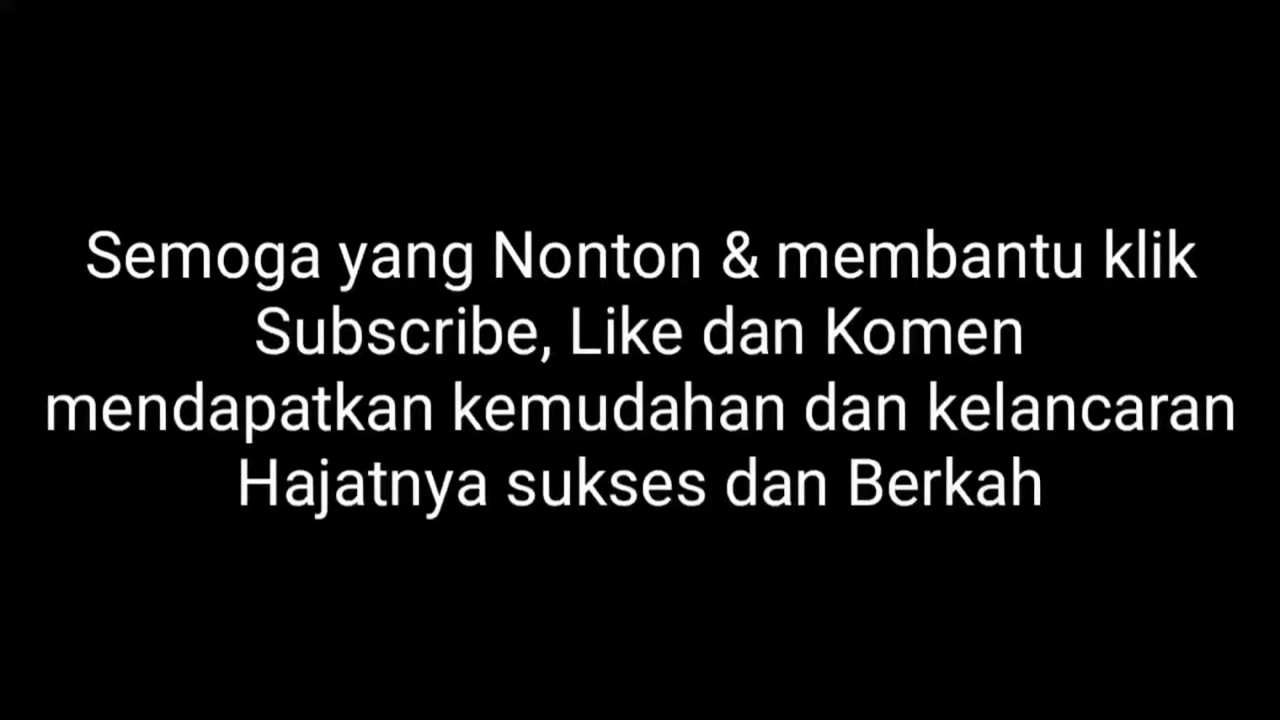 Semoga yang Nonton & membantu klik
Subscribe, Like dan Komen
mendapatkan kemudahan dan kelancaran
Hajatnya sukses dan Berkah